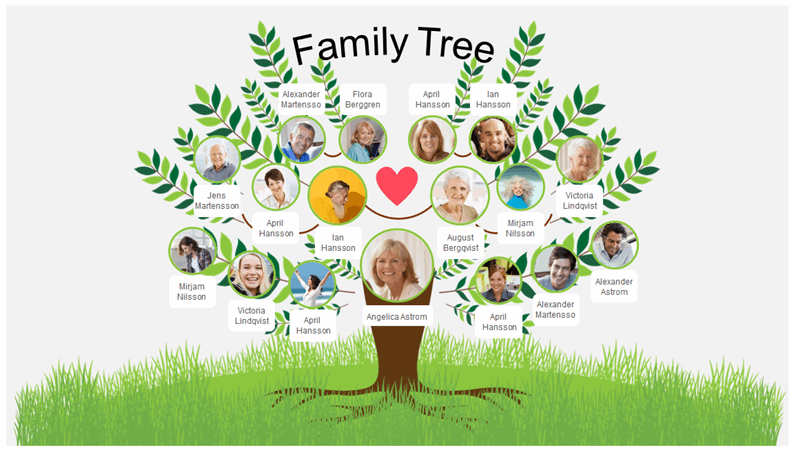 Family Tree
Alexander
Martensso
Flora
Berggren
April
Hansson
Ian
Hansson
Jens
Martensson
April
Hansson
Ian
Hansson
August
Bergqvist
Mirjam
Nilsson
Victoria
Lindqvist
Mirjam
Nilsson
Victoria
Lindqvist
April
Hansson
Angelica Astrom
April
Hansson
Alexander
Martensso
Alexander
Astrom